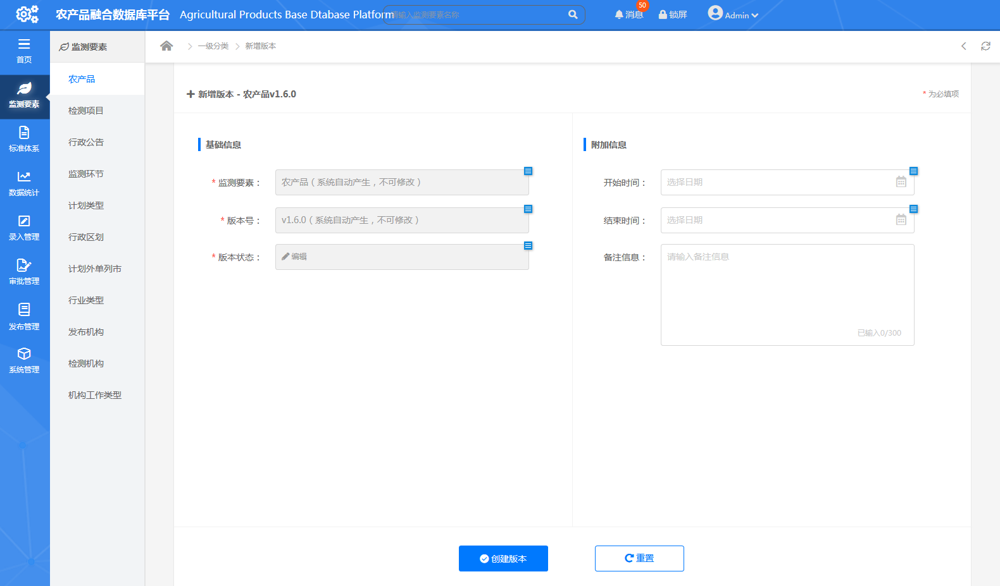 农产品融合数据库平台 Agricultural Products Base Dtabase Platform
请输入监测要素名称
消息 50
锁屏
Admin
首页
监测要素
标准体系
数据统计
录入管理
审批管理
发布管理
系统管理
监测要素
农产品
检测项目
行政公告
监测环节
计划类型
行政区划
计划外单列市
行业类型
发布机构
检测机构
机构工作类型
一级分类 新增版本
新增版本 - 农产品v1.6.0
* 为必填项
基础信息
* 监测要素： 农产品（系统自动产生，不可修改）
* 版本号： v1.6.0（系统自动产生，不可修改）
* 版本状态： 编辑
附加信息
开始时间： 选择日期
结束时间： 选择日期
备注信息： 请输入备注信息
已输入0/300
创建版本
重置